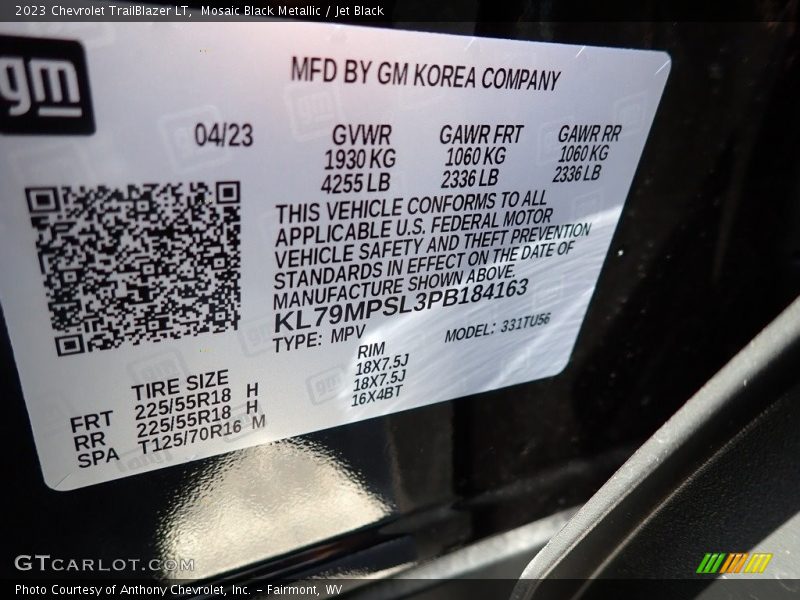 2023 Chevrolet TrailBlazer LT, Mosaic Black Metallic / Jet Black
gm
MFD BY GM KOREA COMPANY
04/23
GVWR GAWR FRT GAWR RR
1930 KG 1060 KG 1060 KG
4255 LB 2336 LB 2336 LB
THIS VEHICLE CONFORMS TO ALL
APPLICABLE U.S. FEDERAL MOTOR
VEHICLE SAFETY AND THEFT PREVENTION
STANDARDS IN EFFECT ON THE DATE OF
MANUFACTURE SHOWN ABOVE.
KL79MPSL3PB184163
TYPE: MPV MODEL: 331TU56
TIRE SIZE RIM
FRT 225/55R18 H 18X7.5J
RR 225/55R18 H 18X7.5J
SPA T125/70R16 M 16X4BT
GTcarlot.com
Photo Courtesy of Anthony Chevrolet, Inc. – Fairmont, WV